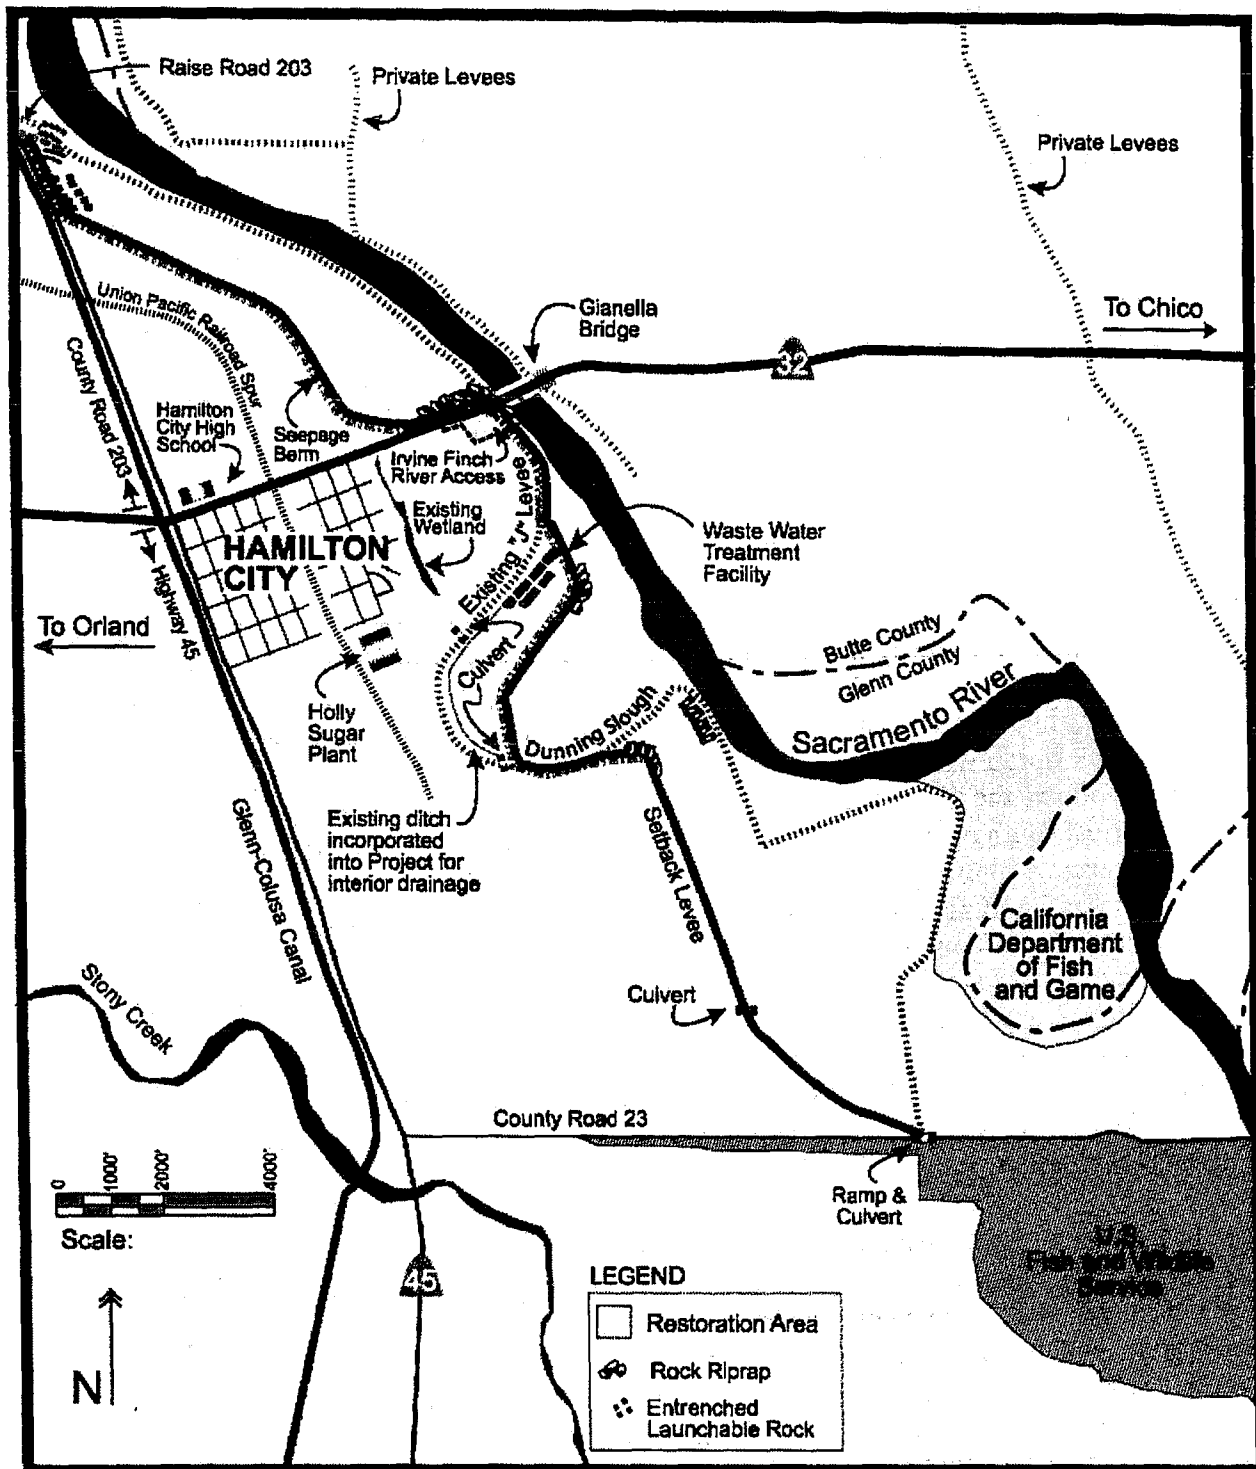 Raise Road 203
Private Levees
Private Levees
Gianella
Bridge
To Chico
32
Union Pacific Railroad Spur
County Road 203
Hamilton
City High
School
Seepage
Berm
Irvine Finch
River Access
Existing
Wetland
Existing "J" Levee
Waste Water
Treatment
Facility
HAMILTON
CITY
Highway 45
To Orland
Culvert
Butte County
Glenn County
Sacramento River
Holly
Sugar
Plant
Dunning Slough
Existing ditch
incorporated
into Project for
interior drainage
Setback Levee
Glenn-Colusa Canal
California
Department
of Fish
and Game
Stony Creek
Culvert
County Road 23
Ramp &
Culvert
0 1000' 2000' 4000'
Scale:
U.S.
Fish and Wildlife
Service
45
N
LEGEND
Restoration Area
Rock Riprap
Entrenched
Launchable Rock